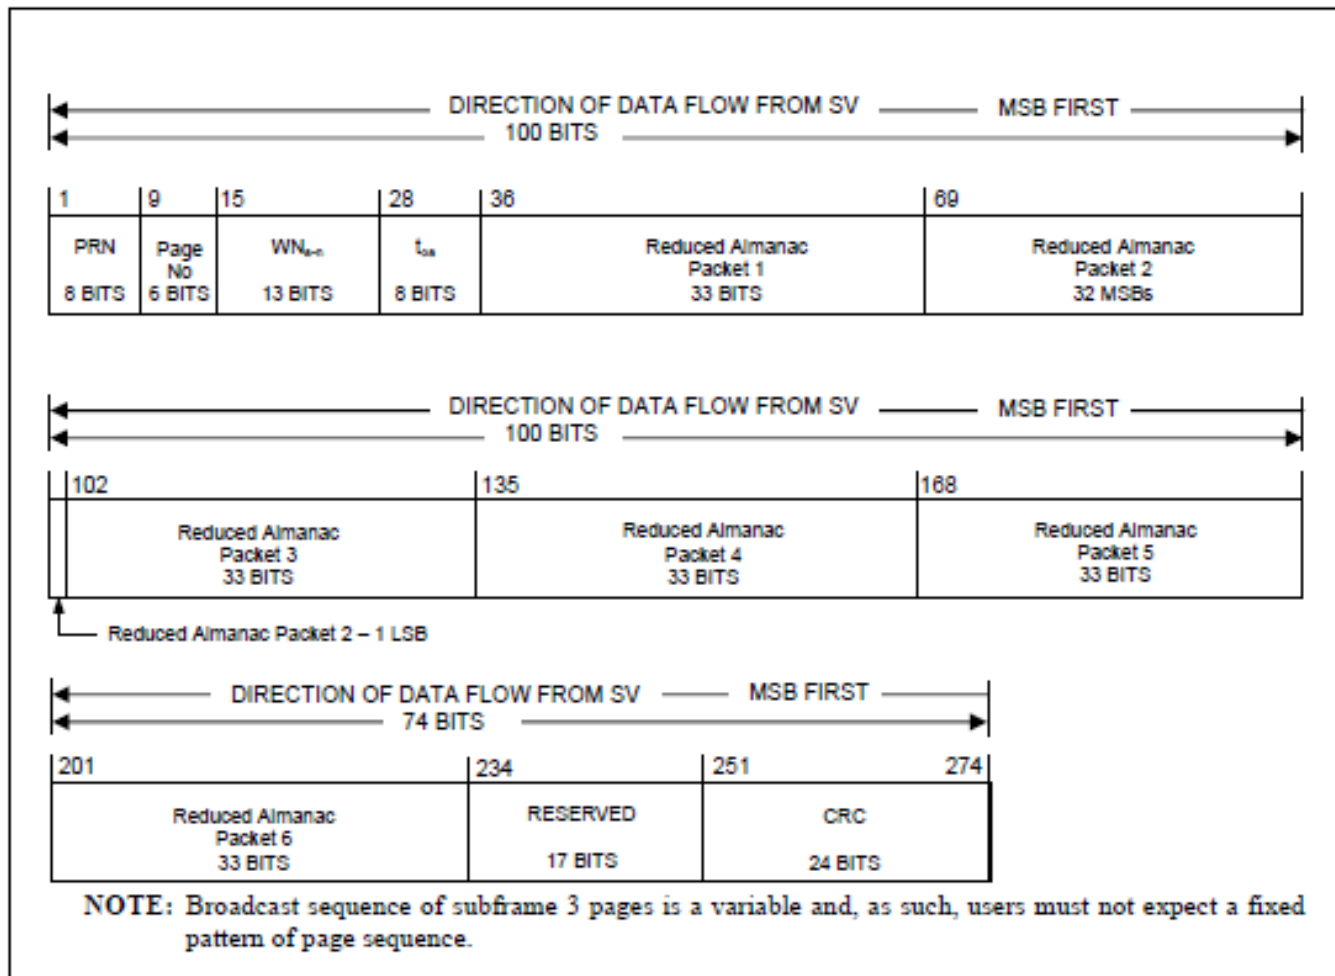 DIRECTION OF DATA FLOW FROM SV MSB FIRST
100 BITS
1 9 15 28 36 69
PRN Page No WNa-n toa Reduced Almanac Packet 1 Reduced Almanac Packet 2
8 BITS 6 BITS 13 BITS 8 BITS 33 BITS 32 MSBs
DIRECTION OF DATA FLOW FROM SV MSB FIRST
100 BITS
102 135 168
Reduced Almanac Reduced Almanac Reduced Almanac
Packet 3 Packet 4 Packet 5
33 BITS 33 BITS 33 BITS
Reduced Almanac Packet 2 – 1 LSB
DIRECTION OF DATA FLOW FROM SV MSB FIRST
74 BITS
201 234 251 274
Reduced Almanac RESERVED CRC
Packet 6
33 BITS 17 BITS 24 BITS
NOTE: Broadcast sequence of subframe 3 pages is a variable and, as such, users must not expect a fixed
pattern of page sequence.